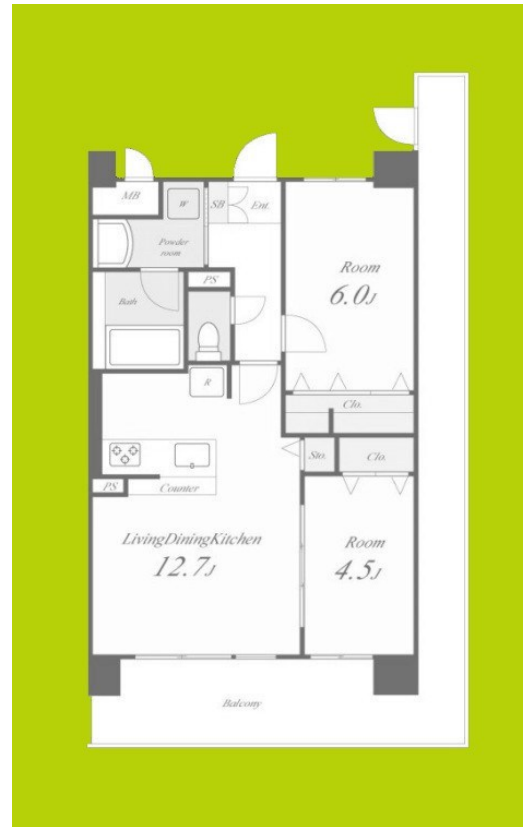 MB
W
SB
Ent.
Powder
room
PS
Bath
Room
6.0J
R
Clo.
Sto.
Clo.
PS
Counter
LivingDiningKitchen
12.7J
Room
4.5J
Balcony